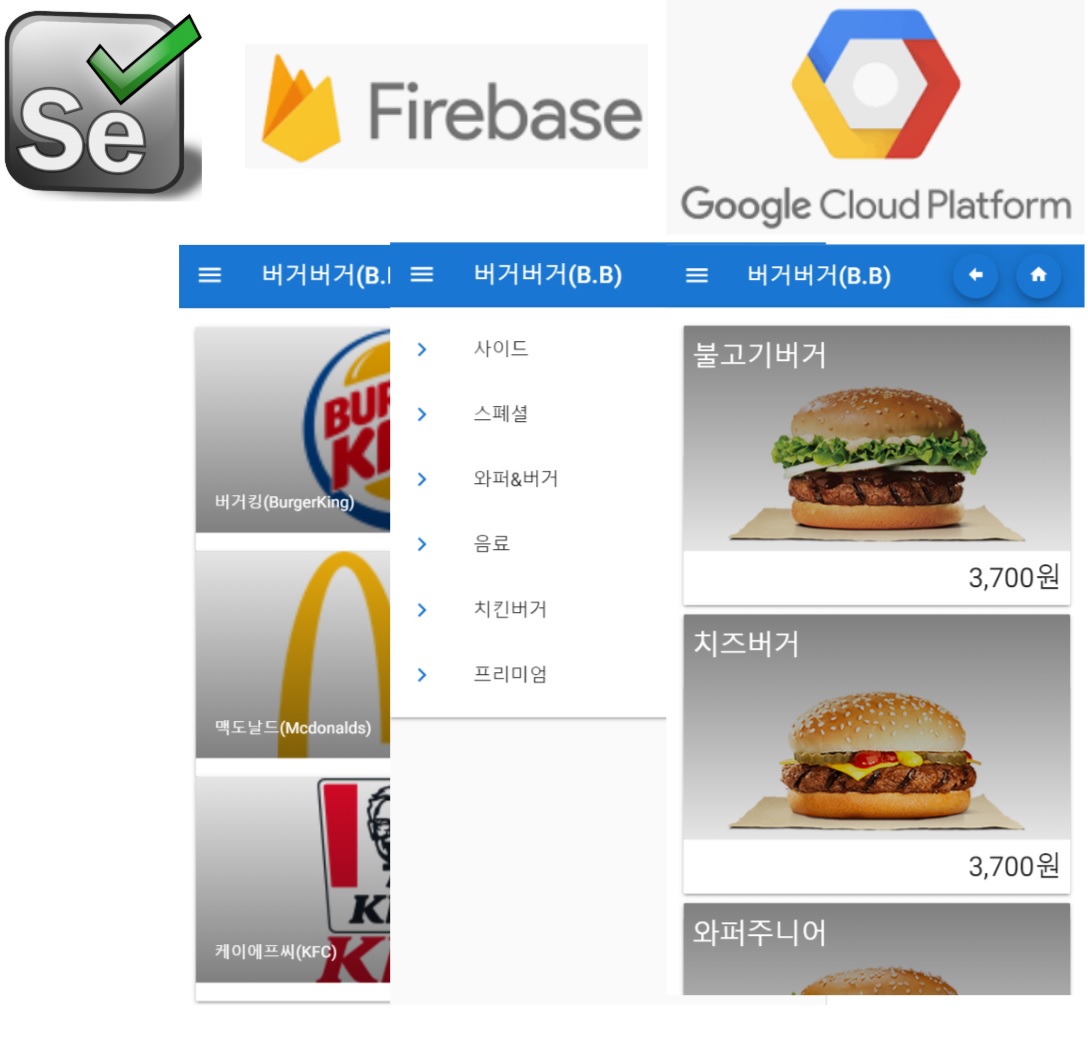 Se
Firebase
Google Cloud Platform
버거버거(B.
버거킹(BurgerKing)
맥도날드(Mcdonalds)
케이에프씨(KFC)
버거버거(B.B)
사이드
스페셜
와퍼&버거
음료
치킨버거
프리미엄
버거버거(B.B)
불고기버거
3,700원
치즈버거
3,700원
와퍼주니어